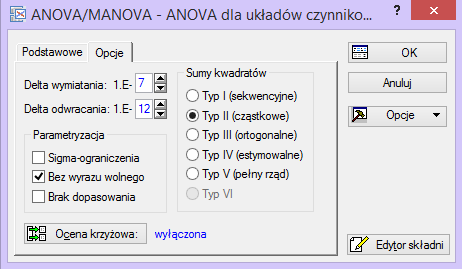 ANOVA/MANOVA - ANOVA dla układów czynniko... ?
Podstawowe Opcje
Delta wymiatania: 1.E- 7
Delta odwracania: 1.E- 12
Parametryzacja
Sigma-ograniczenia
Bez wyrazu wolnego
Brak dopasowania
Ocena krzyżowa: wyłączona
Sumy kwadratów
Typ I (sekwencyjne)
Typ II (cząstkowe)
Typ III (ortogonalne)
Typ IV (estymowalne)
Typ V (pełny rząd)
Typ VI
OK
Anuluj
Opcje
Edytor składni